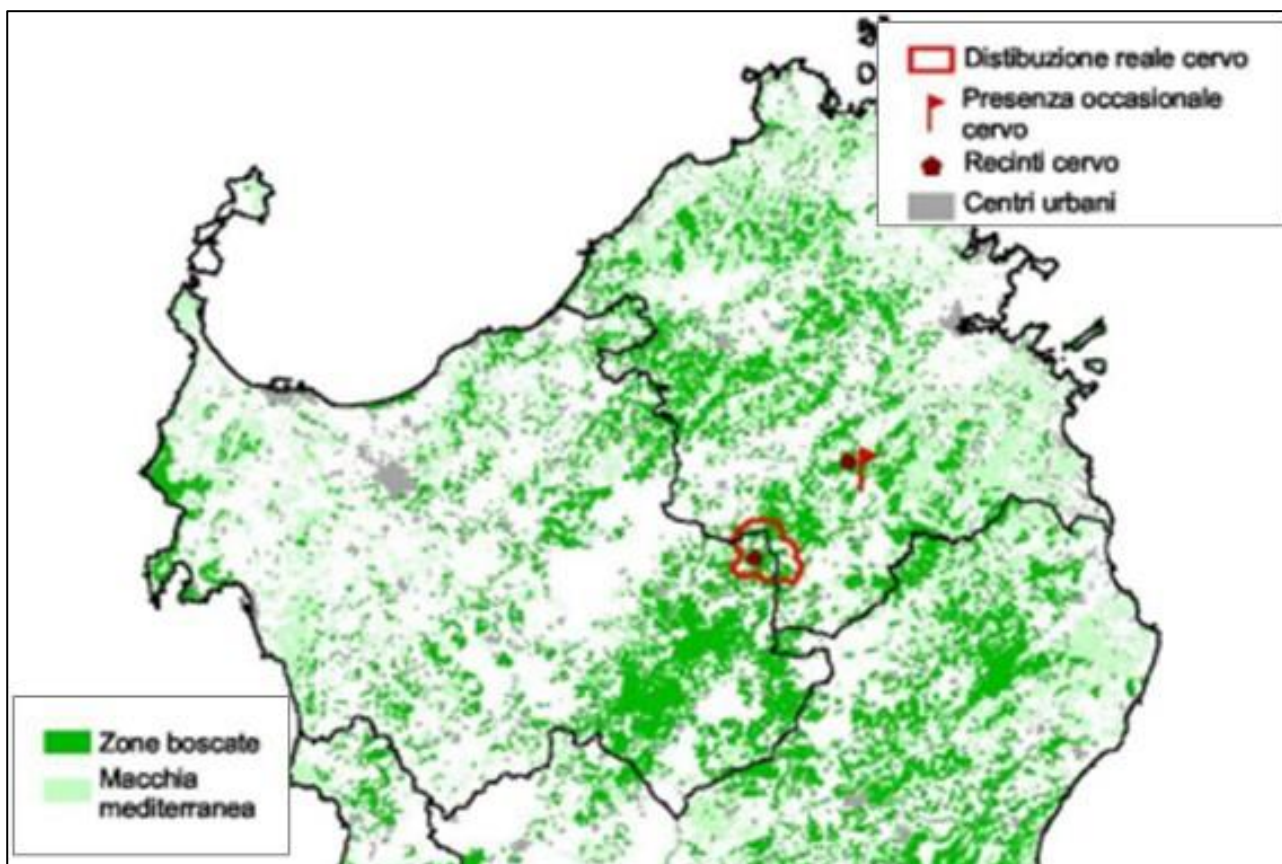 Distibuzione reale cervo
Presenza occasionale
cervo
Recinti cervo
Centri urbani
Zone boscate
Macchia
mediterranea